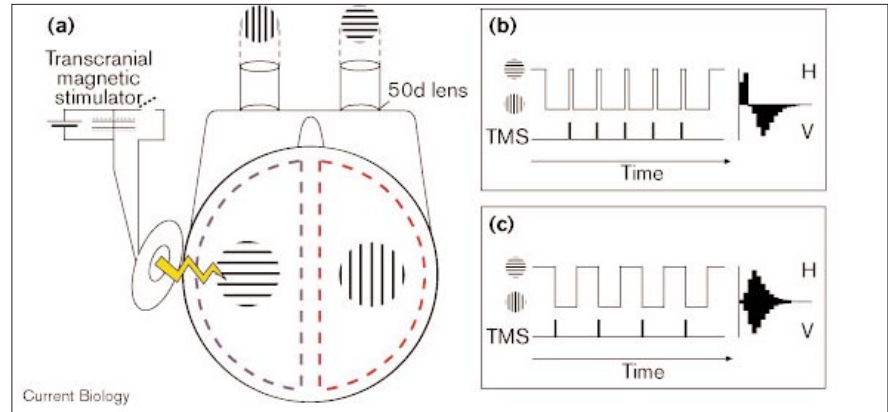 (a)
Transcranial
magnetic
stimulator
50d lens
(b)
H
V
TMS
Time
(c)
H
V
TMS
Time
Current Biology